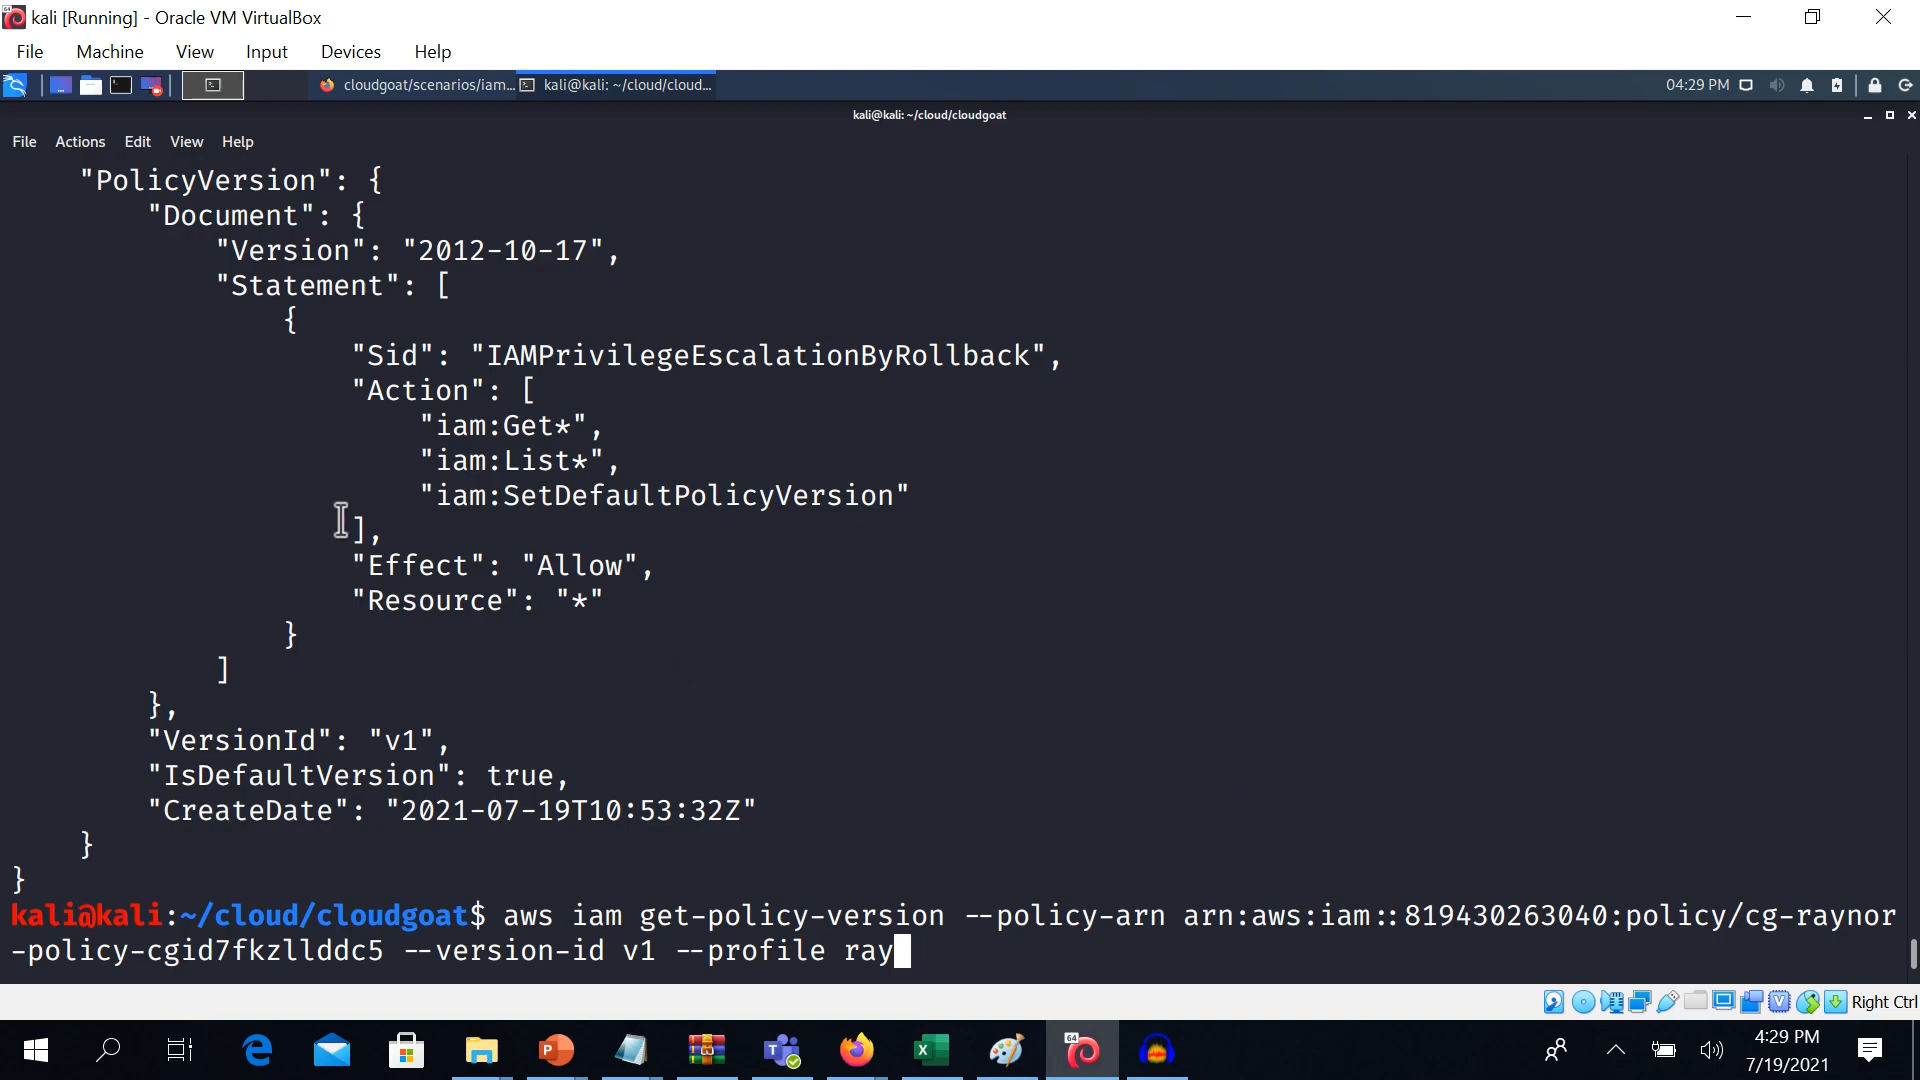 kali [Running] - Oracle VM VirtualBox
File Machine View Input Devices Help
cloudgoat/scenarios/iam... kali@kali: ~/cloud/cloud... 04:29 PM
kali@kali: ~/cloud/cloudgoat
File Actions Edit View Help
"PolicyVersion": {
"Document": {
"Version": "2012-10-17",
"Statement": [
{
"Sid": "IAMPrivilegeEscalationByRollback",
"Action": [
"iam:Get*",
"iam:List*",
"iam:SetDefaultPolicyVersion"
],
"Effect": "Allow",
"Resource": "*"
}
]
},
"VersionId": "v1",
"IsDefaultVersion": true,
"CreateDate": "2021-07-19T10:53:32Z"
}
}
kali@kali:~/cloud/cloudgoat$ aws iam get-policy-version --policy-arn arn:aws:iam::819430263040:policy/cg-raynor
-policy-cgid7fkzllddc5 --version-id v1 --profile ray
Right Ctrl
4:29 PM
7/19/2021